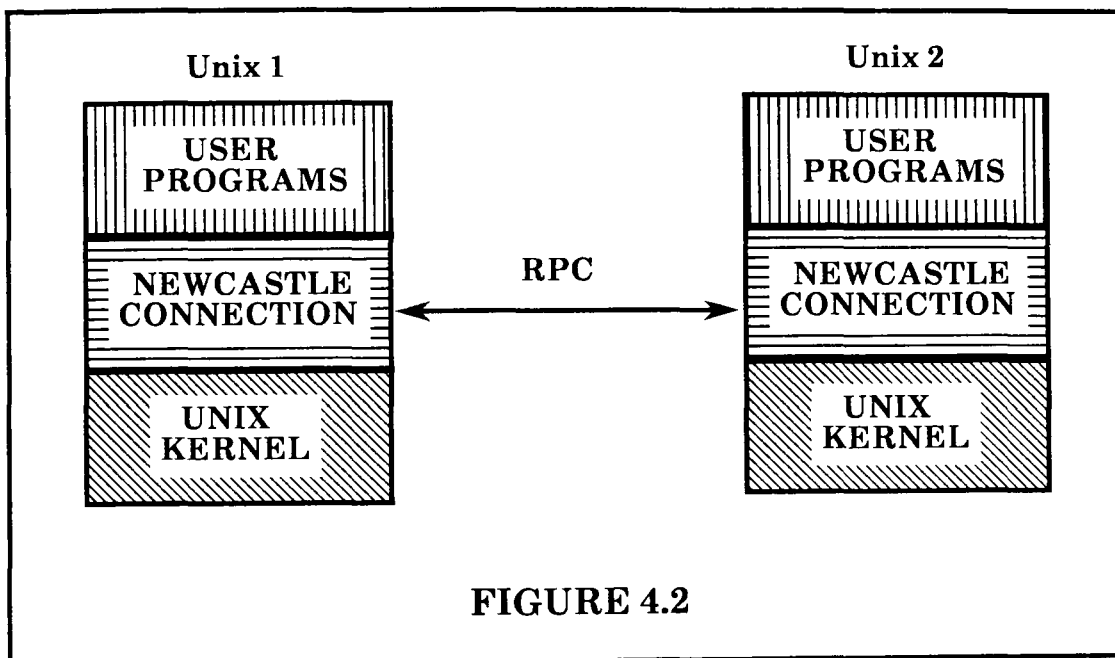 Unix 1
USER
PROGRAMS
NEWCASTLE
CONNECTION
UNIX
KERNEL
RPC
Unix 2
USER
PROGRAMS
NEWCASTLE
CONNECTION
UNIX
KERNEL
FIGURE 4.2